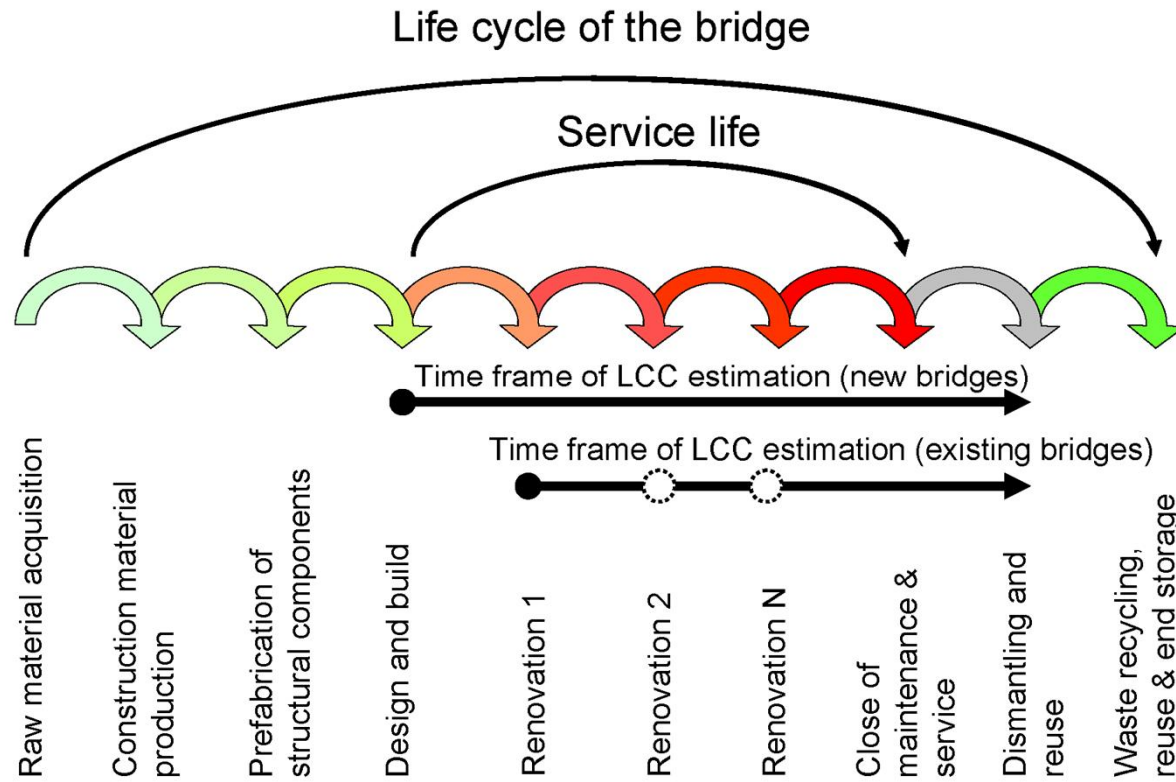 Life cycle of the bridge
Service life
Time frame of LCC estimation (new bridges)
Time frame of LCC estimation (existing bridges)
Raw material acquisition
Construction material
production
Prefabrication of
structural components
Design and build
Renovation 1
Renovation 2
Renovation N
Close of
maintenance &
service
Dismantling and
reuse
Waste recycling,
reuse & end storage